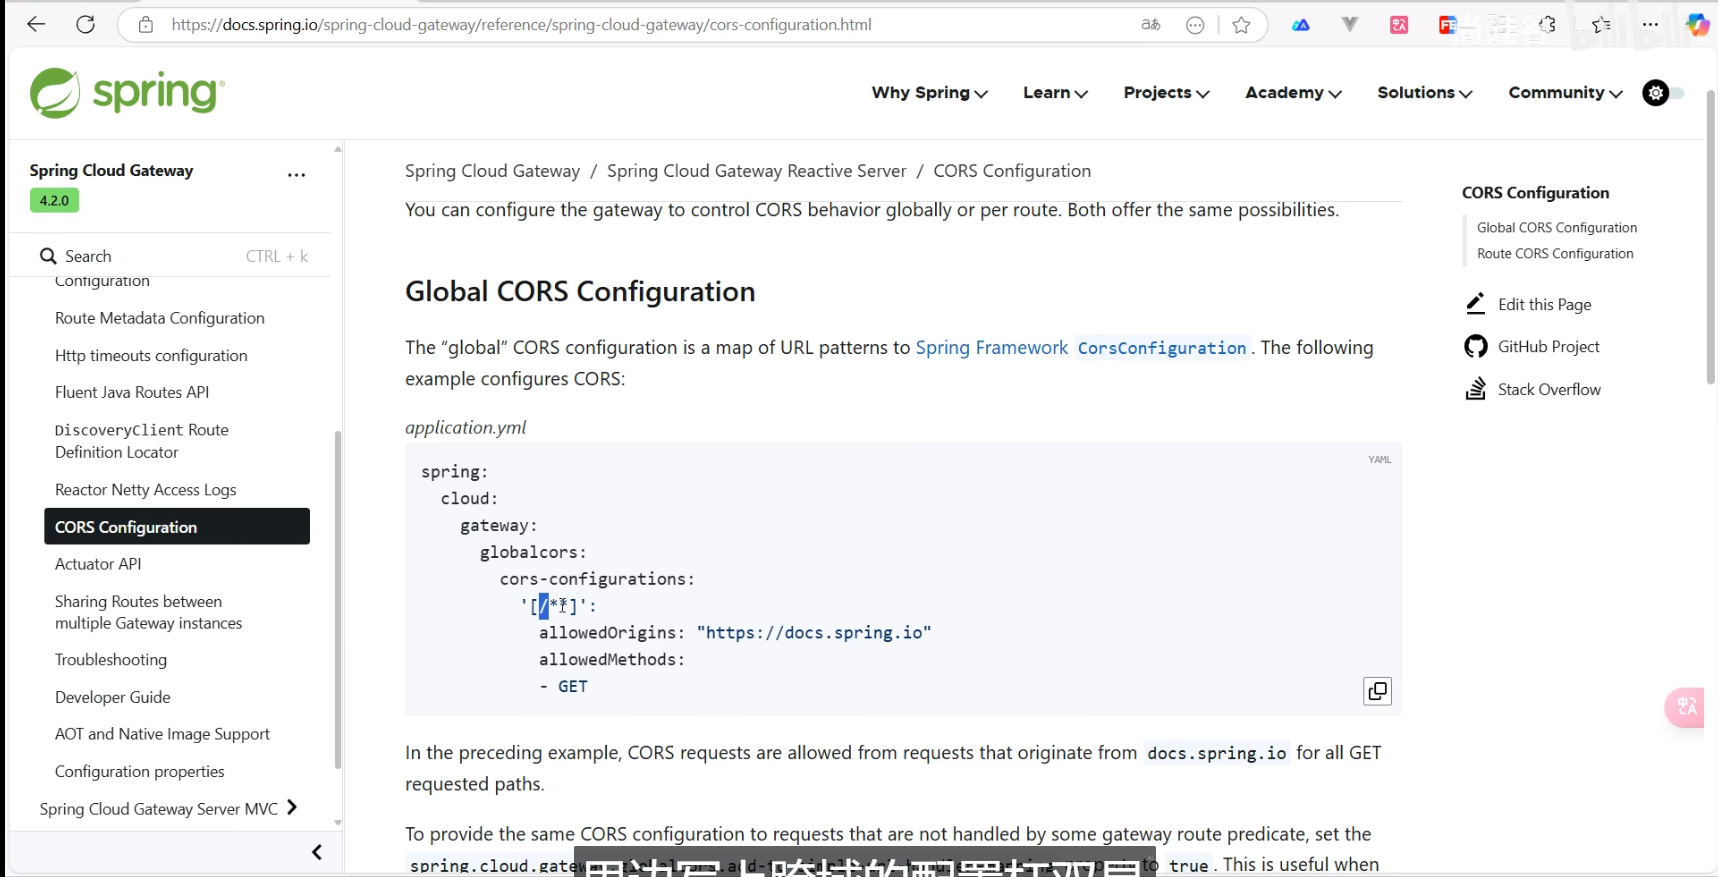 https://docs.spring.io/spring-cloud-gateway/reference/spring-cloud-gateway/cors-configuration.html
spring
Why Spring
Learn
Projects
Academy
Solutions
Community
Spring Cloud Gateway
4.2.0
Search CTRL + k
Configuration
Route Metadata Configuration
Http timeouts configuration
Fluent Java Routes API
DiscoveryClient Route
Definition Locator
Reactor Netty Access Logs
CORS Configuration
Actuator API
Sharing Routes between
multiple Gateway instances
Troubleshooting
Developer Guide
AOT and Native Image Support
Configuration properties
Spring Cloud Gateway Server MVC
Spring Cloud Gateway / Spring Cloud Gateway Reactive Server / CORS Configuration
You can configure the gateway to control CORS behavior globally or per route. Both offer the same possibilities.
Global CORS Configuration
The “global” CORS configuration is a map of URL patterns to Spring Framework CorsConfiguration. The following
example configures CORS:
application.yml
YAML
spring:
cloud:
gateway:
globalcors:
cors-configurations:
'[/**]':
allowedOrigins: "https://docs.spring.io"
allowedMethods:
- GET
In the preceding example, CORS requests are allowed from requests that originate from docs.spring.io for all GET
requested paths.
To provide the same CORS configuration to requests that are not handled by some gateway route predicate, set the
to true. This is useful when
CORS Configuration
Global CORS Configuration
Route CORS Configuration
Edit this Page
GitHub Project
Stack Overflow